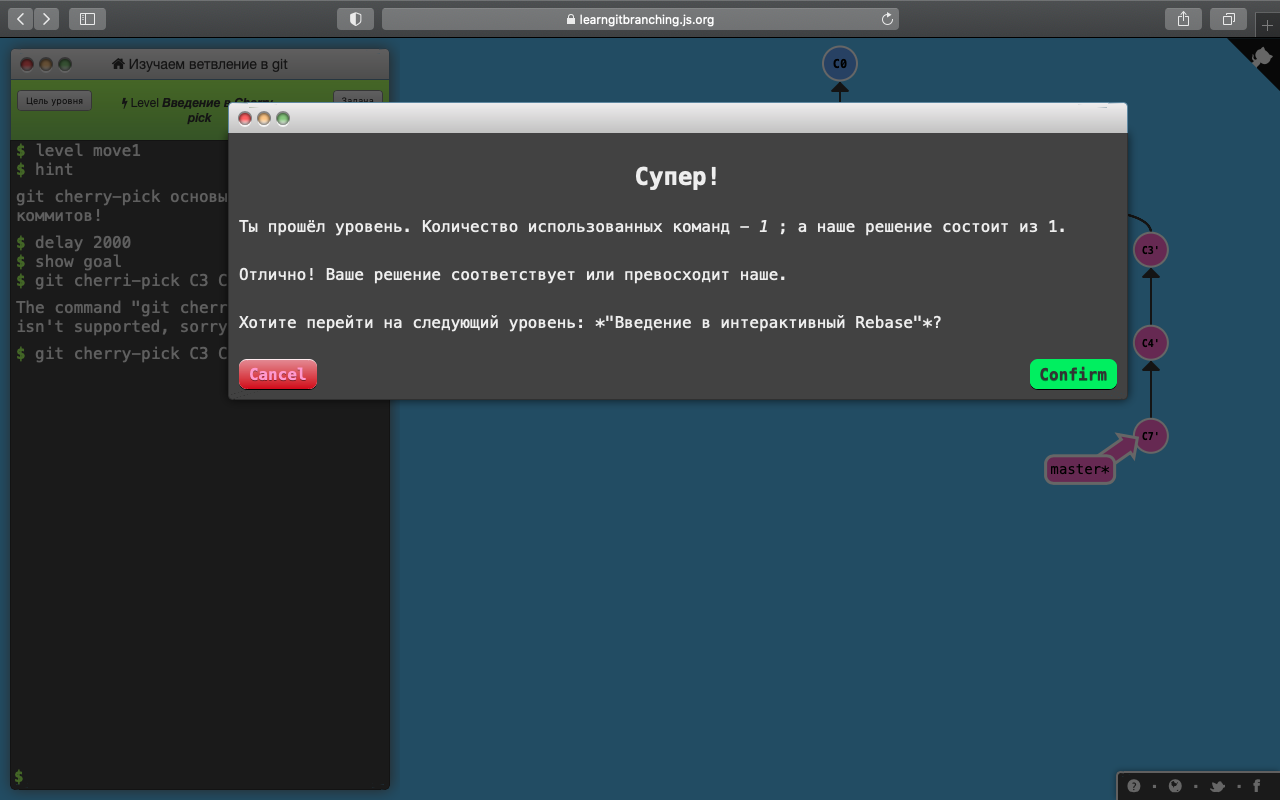 learngitbranching.js.org
Изучаем ветвление в git
Цель уровня
Level Введение в Cherry-
pick
Задача
$ level move1
$ hint
git cherry-pick основы
коммитов!
$ delay 2000
$ show goal
$ git cherri-pick C3 C
The command "git cherr
isn't supported, sorry
$ git cherry-pick C3 C
$
Супер!
Ты прошёл уровень. Количество использованных команд – 1 ; а наше решение состоит из 1.
Отлично! Ваше решение соответствует или превосходит наше.
Хотите перейти на следующий уровень: *"Введение в интерактивный Rebase"*?
Cancel
Confirm
C0
C3'
C4'
C7'
master*